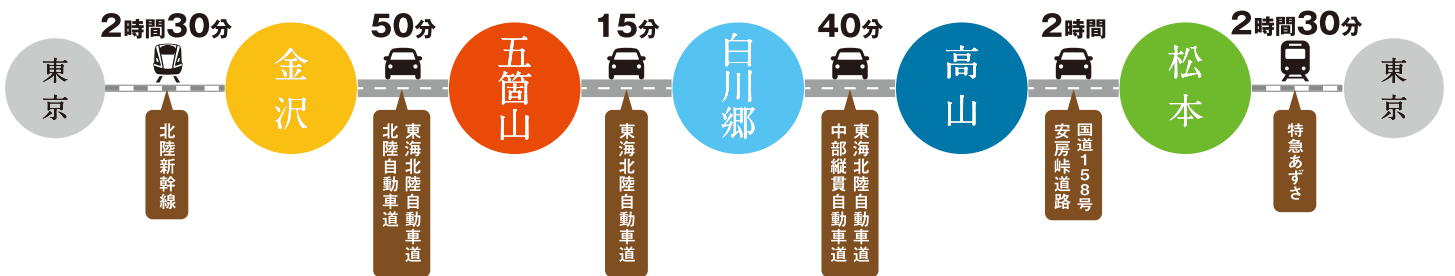 2時間30分
50分
15分
40分
2時間
2時間30分
東京
金沢
五箇山
白川郷
高山
松本
東京
北陸新幹線
東海北陸自動車道
北陸自動車道
東海北陸自動車道
東海北陸自動車道
中部縦貫自動車道
国道158号
安房峠道路
特急あずさ